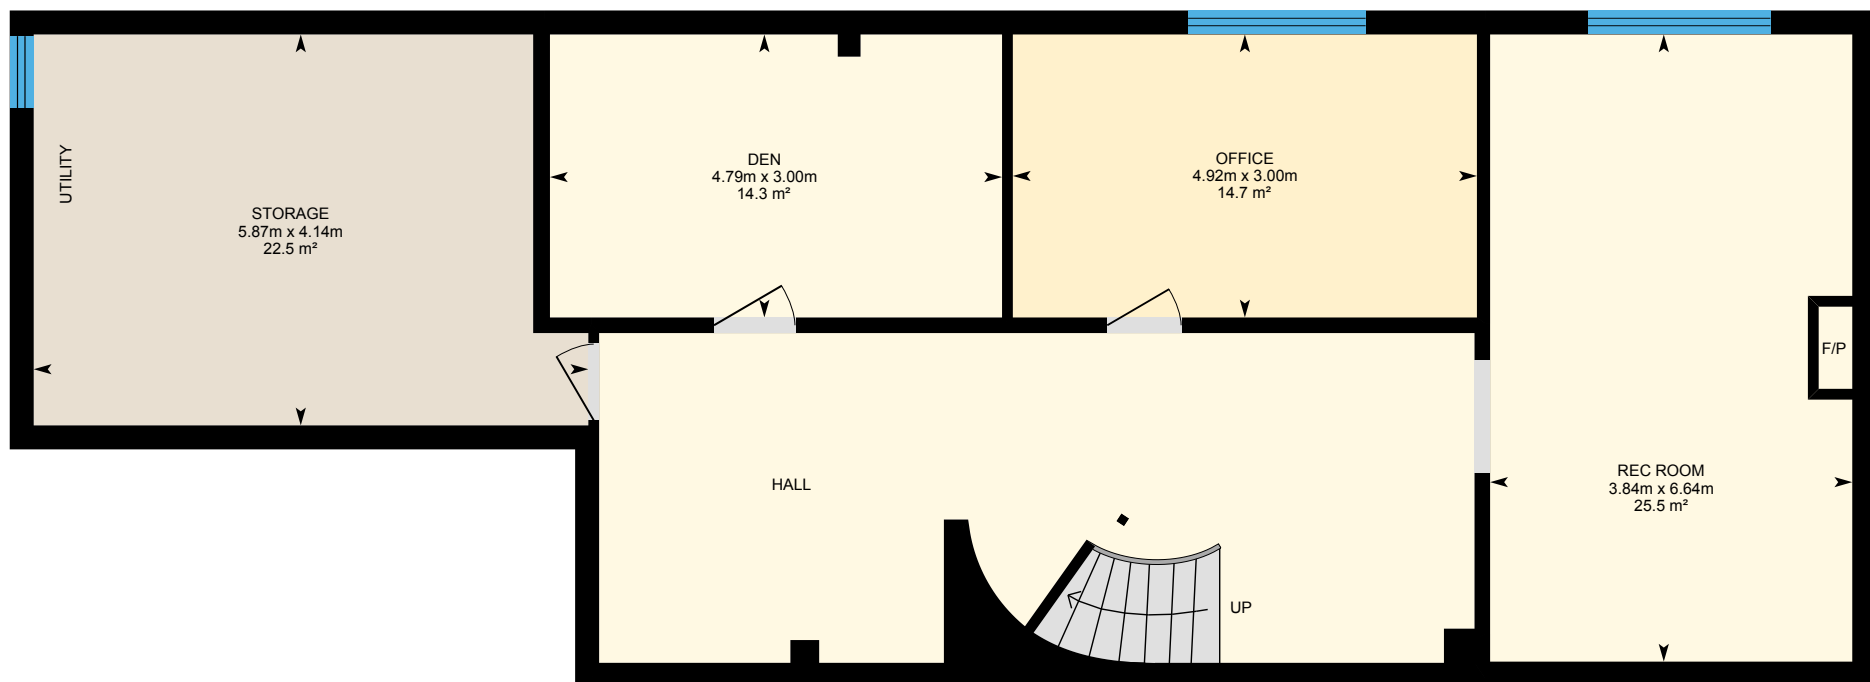 UTILITY
STORAGE
5.87m x 4.14m
22.5 m²
DEN
4.79m x 3.00m
14.3 m²
OFFICE
4.92m x 3.00m
14.7 m²
F/P
HALL
REC ROOM
3.84m x 6.64m
25.5 m²
UP